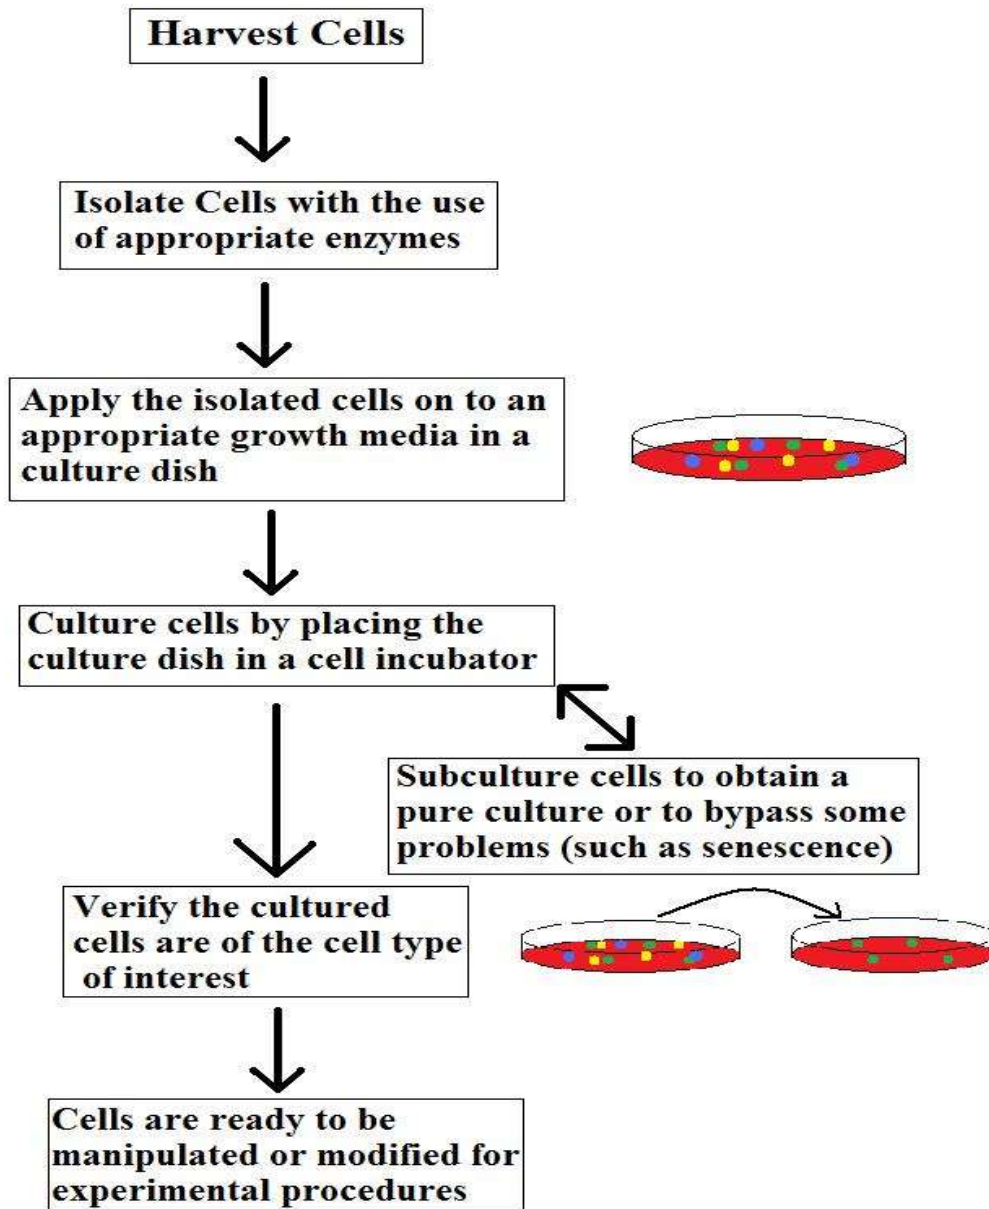 Harvest Cells
Isolate Cells with the use
of appropriate enzymes
Apply the isolated cells on to an
appropriate growth media in a
culture dish
Culture cells by placing the
culture dish in a cell incubator
Subculture cells to obtain a
pure culture or to bypass some
problems (such as senescence)
Verify the cultured
cells are of the cell type
of interest
Cells are ready to be
manipulated or modified for
experimental procedures